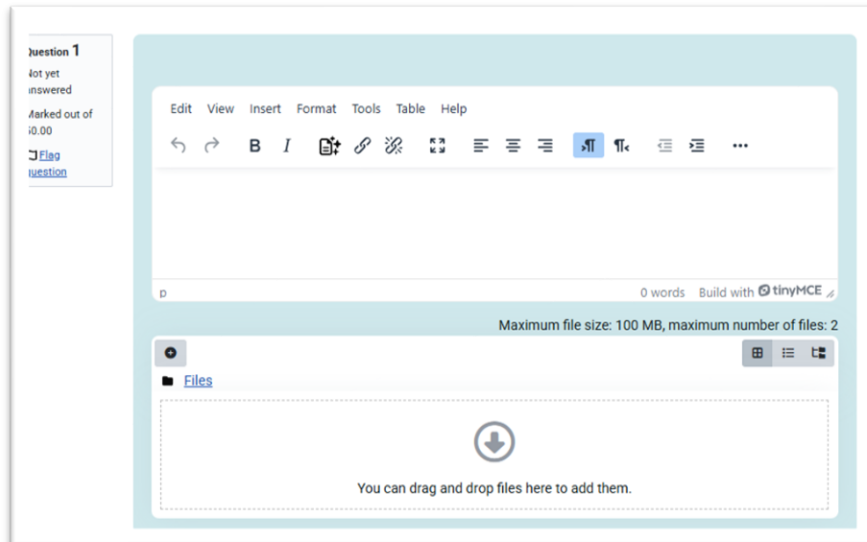 uestion 1
ot yet
nswered
Marked out of
0.00
Flag
uestion
Edit View Insert Format Tools Table Help
B I
p
0 words Build with tinyMCE
Maximum file size: 100 MB, maximum number of files: 2
Files
You can drag and drop files here to add them.